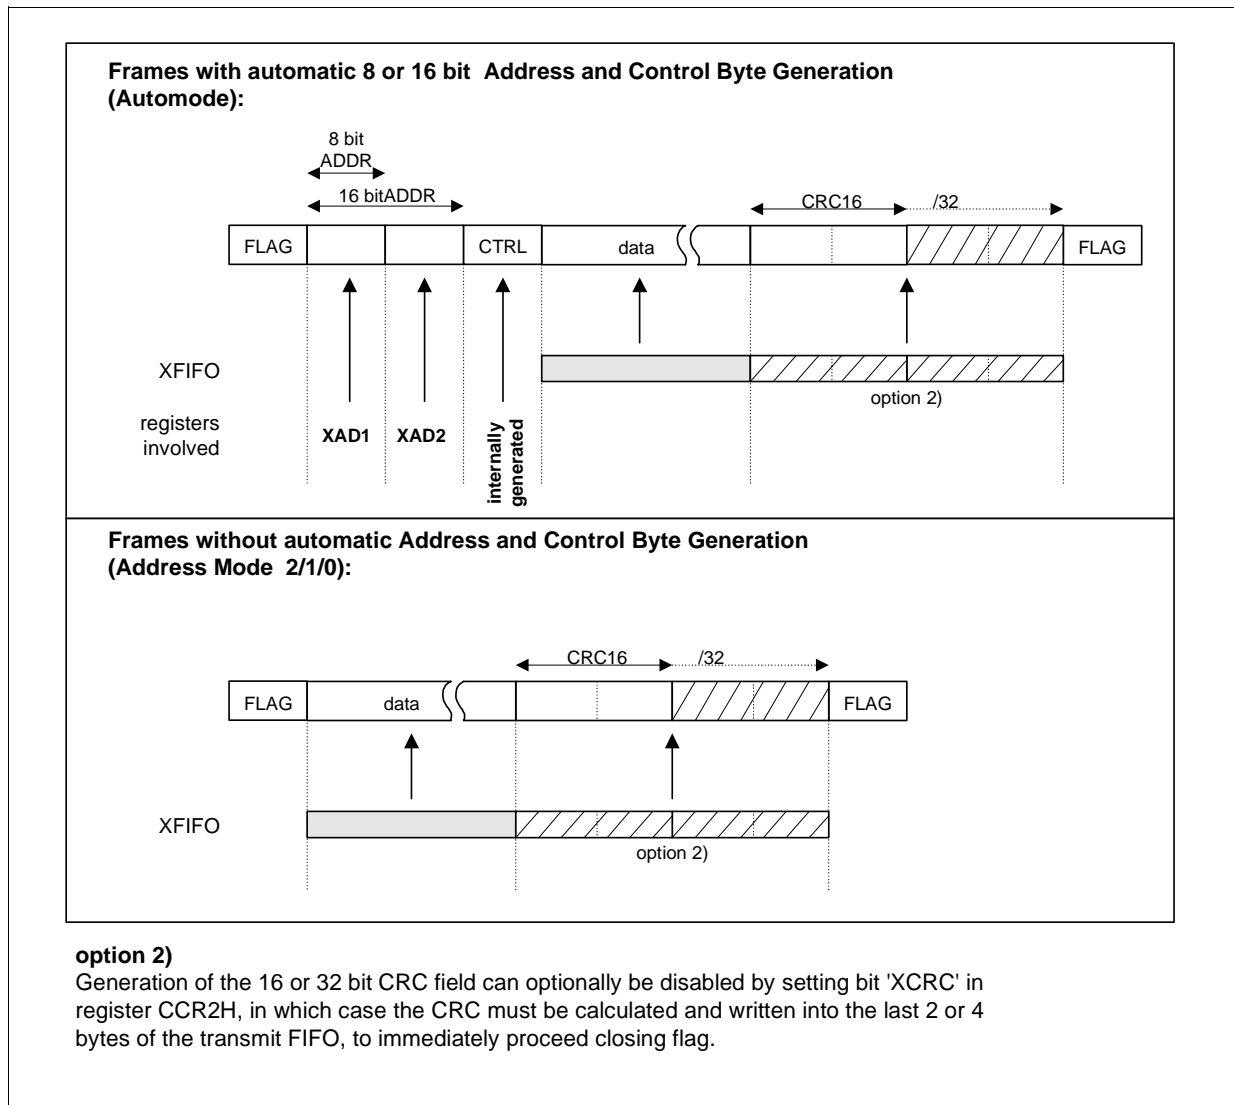 Frames with automatic 8 or 16 bit Address and Control Byte Generation
(Automode):
8 bit
ADDR
16 bitADDR
CRC16 /32
FLAG CTRL data FLAG
XFIFO
option 2)
registers
involved
XAD1 XAD2
internally
generated
Frames without automatic Address and Control Byte Generation
(Address Mode 2/1/0):
CRC16 /32
FLAG data FLAG
XFIFO
option 2)
option 2)
Generation of the 16 or 32 bit CRC field can optionally be disabled by setting bit 'XCRC' in
register CCR2H, in which case the CRC must be calculated and written into the last 2 or 4
bytes of the transmit FIFO, to immediately proceed closing flag.